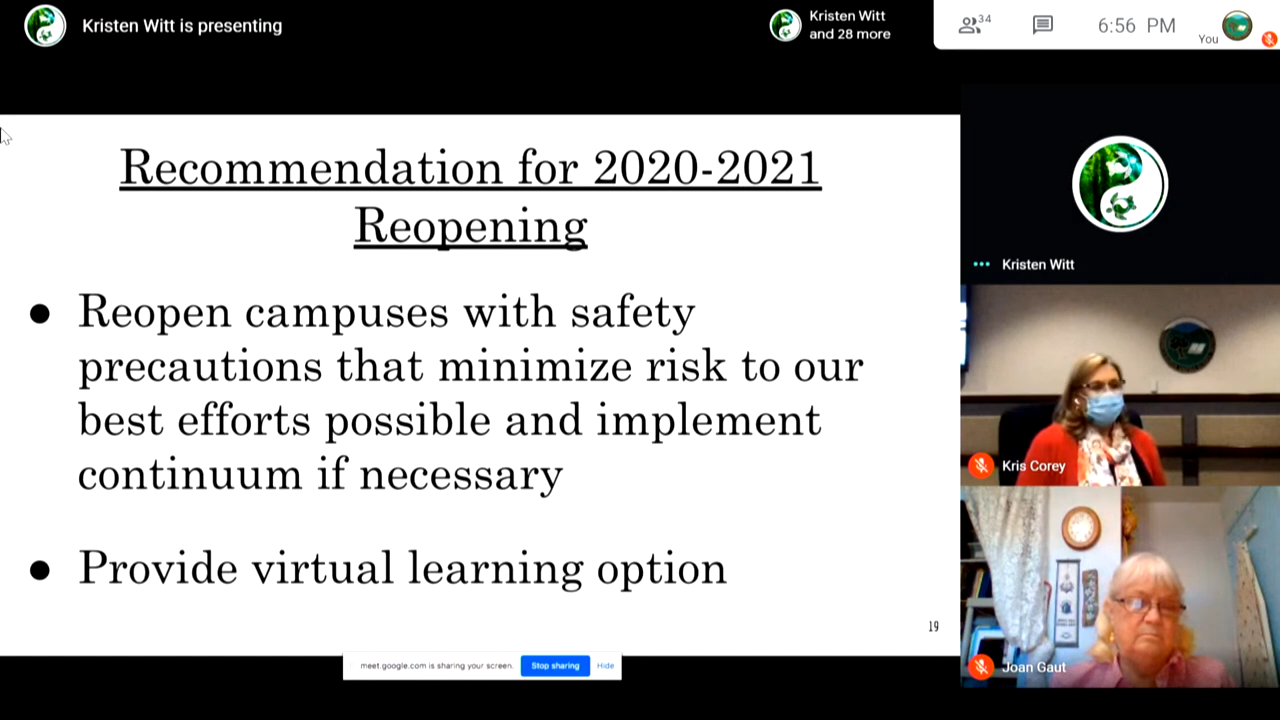 Kristen Witt is presenting
Kristen Witt
and 28 more
34
6:56 PM
You
Recommendation for 2020-2021
Reopening
● Reopen campuses with safety
precautions that minimize risk to our
best efforts possible and implement
continuum if necessary
● Provide virtual learning option
19
meet.google.com is sharing your screen.
Stop sharing
Hide
Kristen Witt
Kris Corey
Joan Gaut